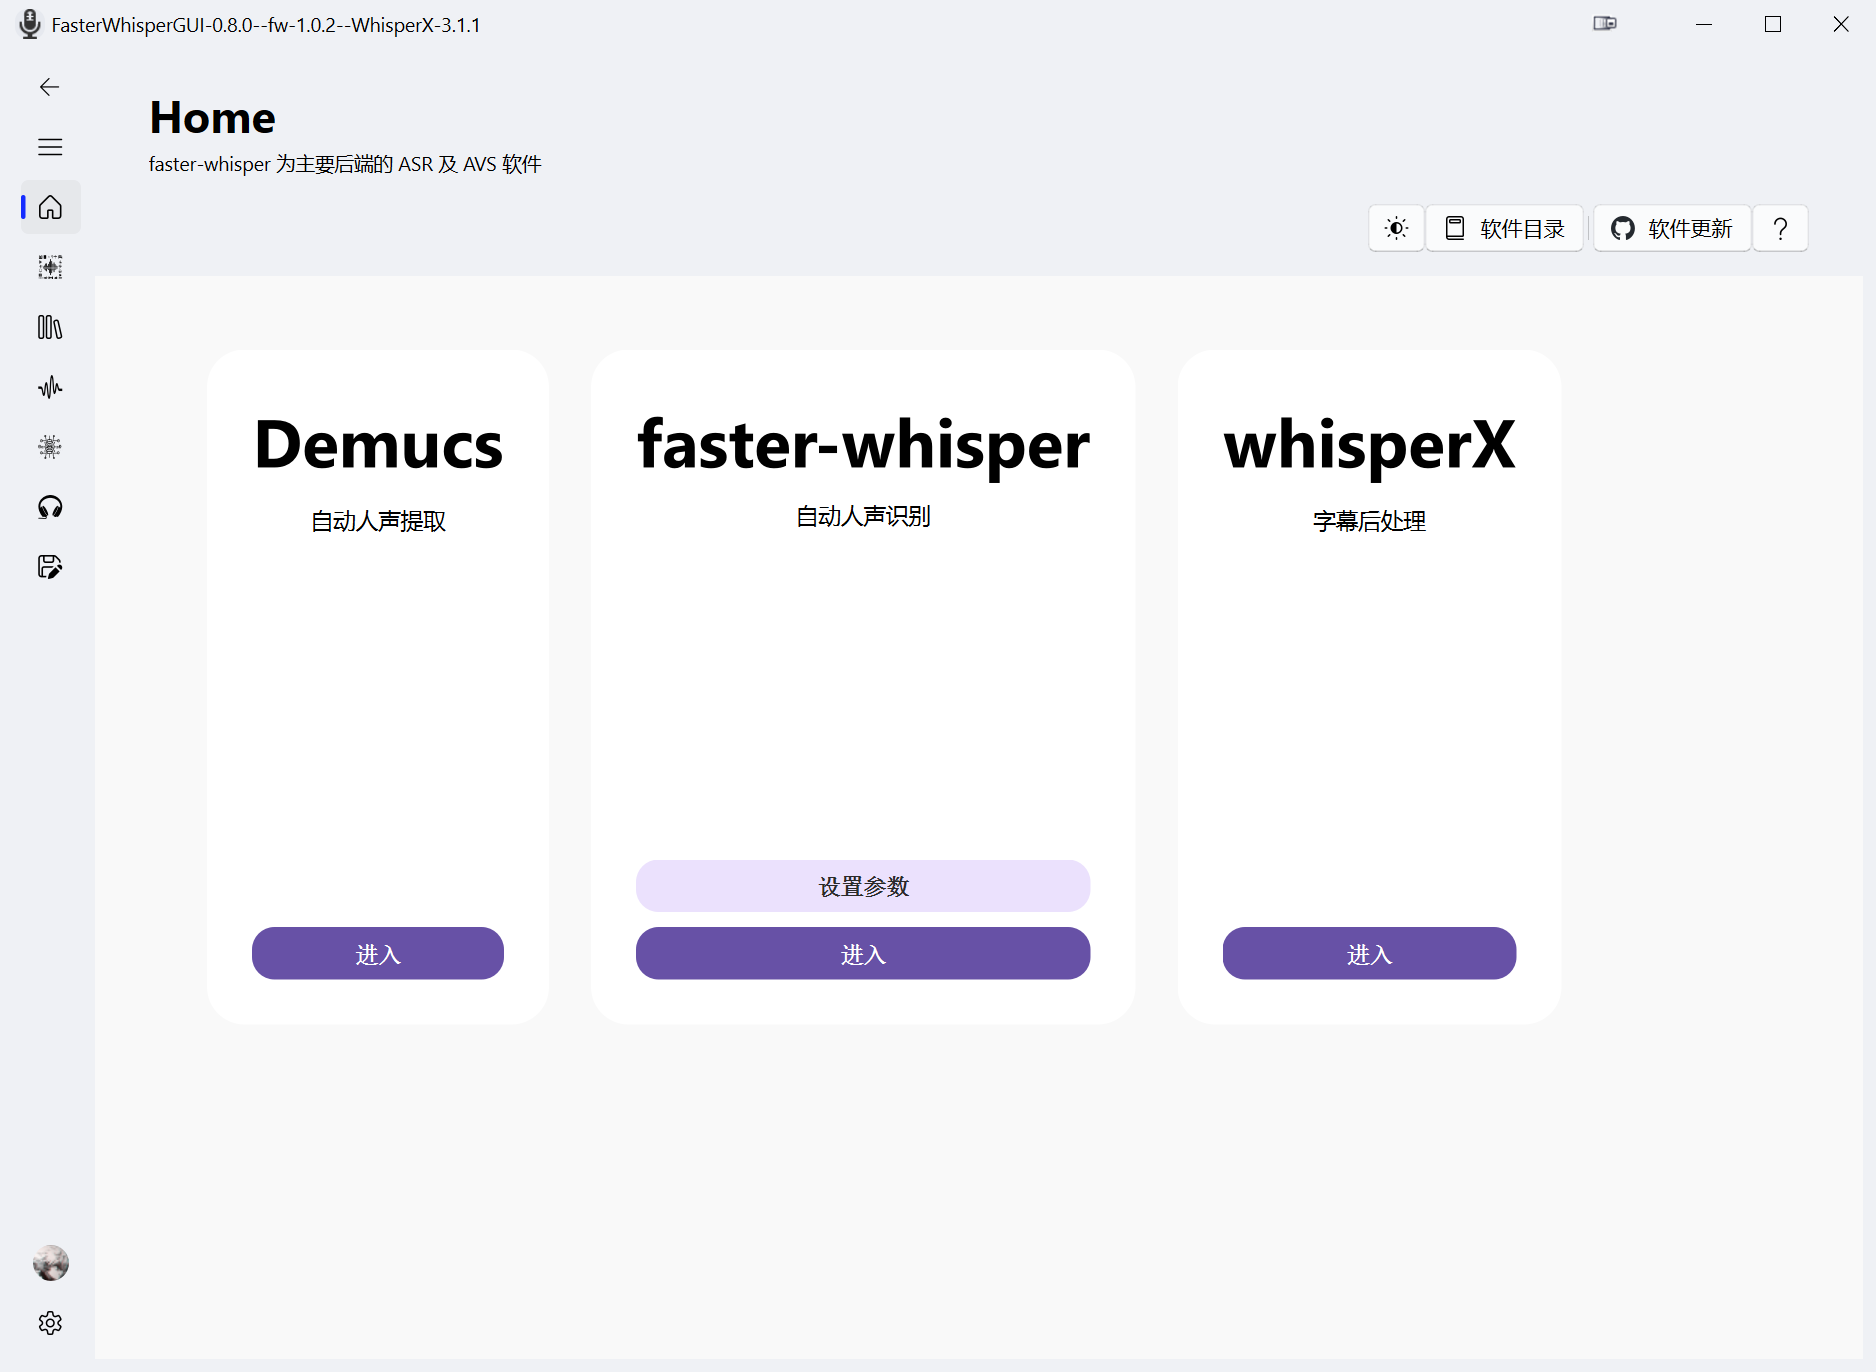 FasterWhisperGUI-0.8.0--fw-1.0.2--WhisperX-3.1.1
Home
faster-whisper 为主要后端的 ASR 及 AVS 软件
软件目录
软件更新
?
Demucs
自动人声提取
进入
faster-whisper
自动人声识别
设置参数
进入
whisperX
字幕后处理
进入